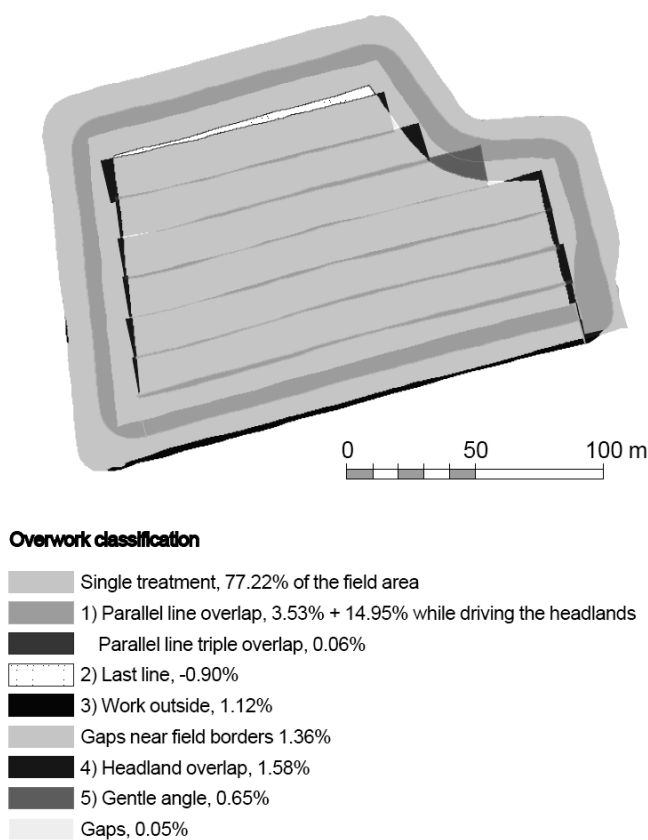 0 50 100 m
Overwork classification
Single treatment, 77.22% of the field area
1) Parallel line overlap, 3.53% + 14.95% while driving the headlands
Parallel line triple overlap, 0.06%
2) Last line, -0.90%
3) Work outside, 1.12%
Gaps near field borders 1.36%
4) Headland overlap, 1.58%
5) Gentle angle, 0.65%
Gaps, 0.05%